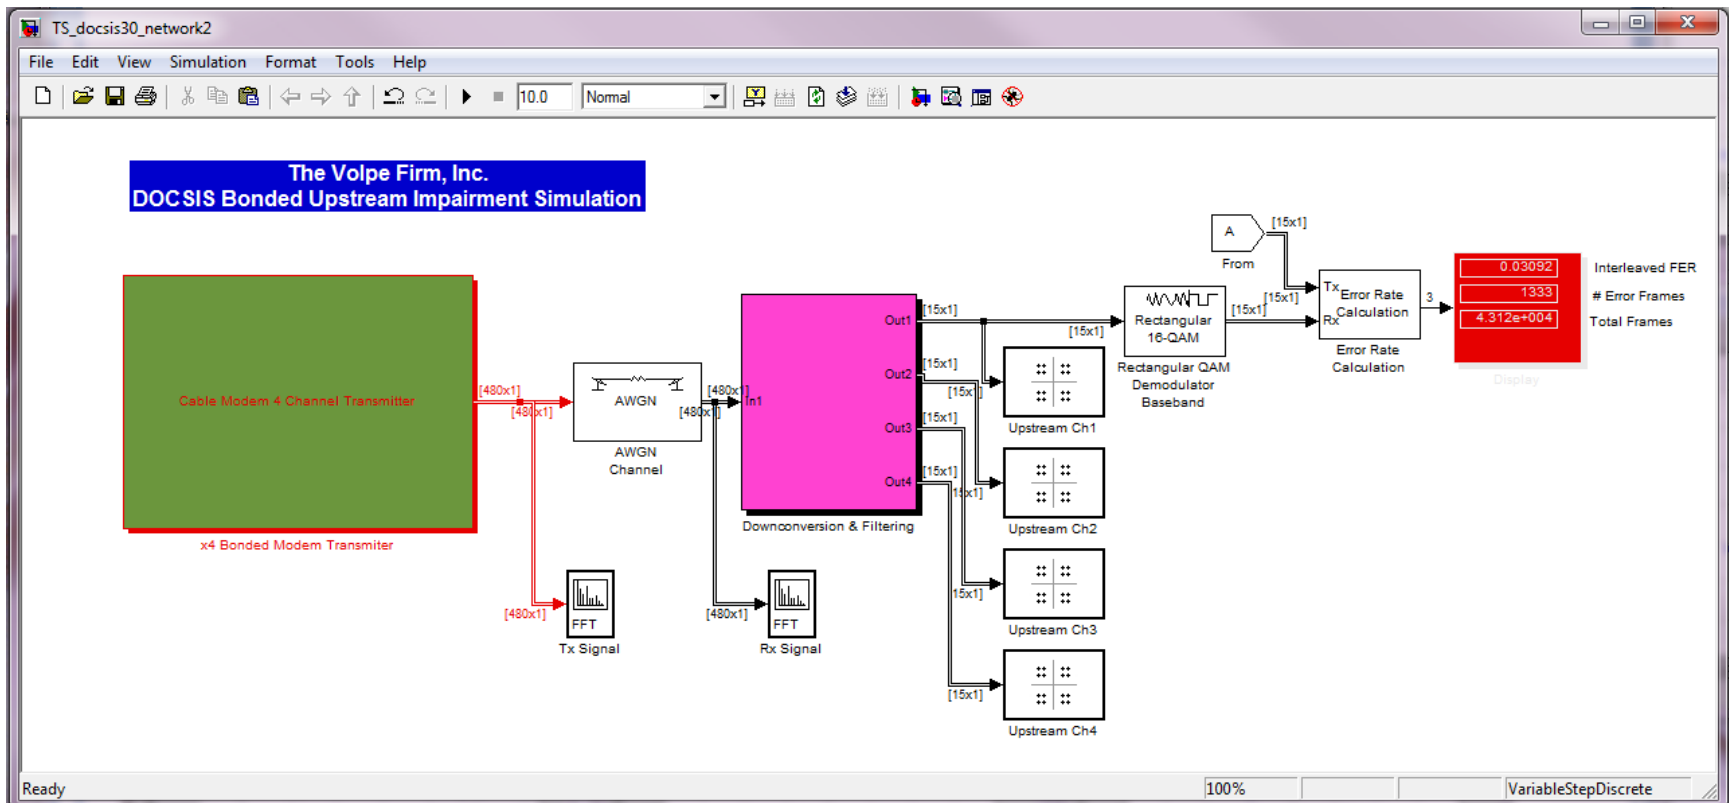 TS_docsis30_network2
File Edit View Simulation Format Tools Help
10.0 Normal
The Volpe Firm, Inc.
DOCSIS Bonded Upstream Impairment Simulation
Cable Modem 4 Channel Transmitter
x4 Bonded Modem Transmiter
[480x1]
[480x1]
[480x1]
FFT
Tx Signal
AWGN
AWGN
Channel
[480x1]
[480x1]
[480x1]
FFT
Rx Signal
In1
Out1
Out2
Out3
Out4
Downconversion & Filtering
[15x1]
[15x1]
[15x1]
[15x1]
[15x1]
[15x1]
15x1]
15x1]
[15x1]
Upstream Ch1
Upstream Ch2
Upstream Ch3
Upstream Ch4
Rectangular
16-QAM
Rectangular QAM
Demodulator
Baseband
[15x1]
[15x1]
A
From
[15x1]
Tx
Rx
Error Rate
Calculation
Error Rate
Calculation
3
0.03092
1333
4.312e+004
Display
Interleaved FER
# Error Frames
Total Frames
Ready
100%
VariableStepDiscrete